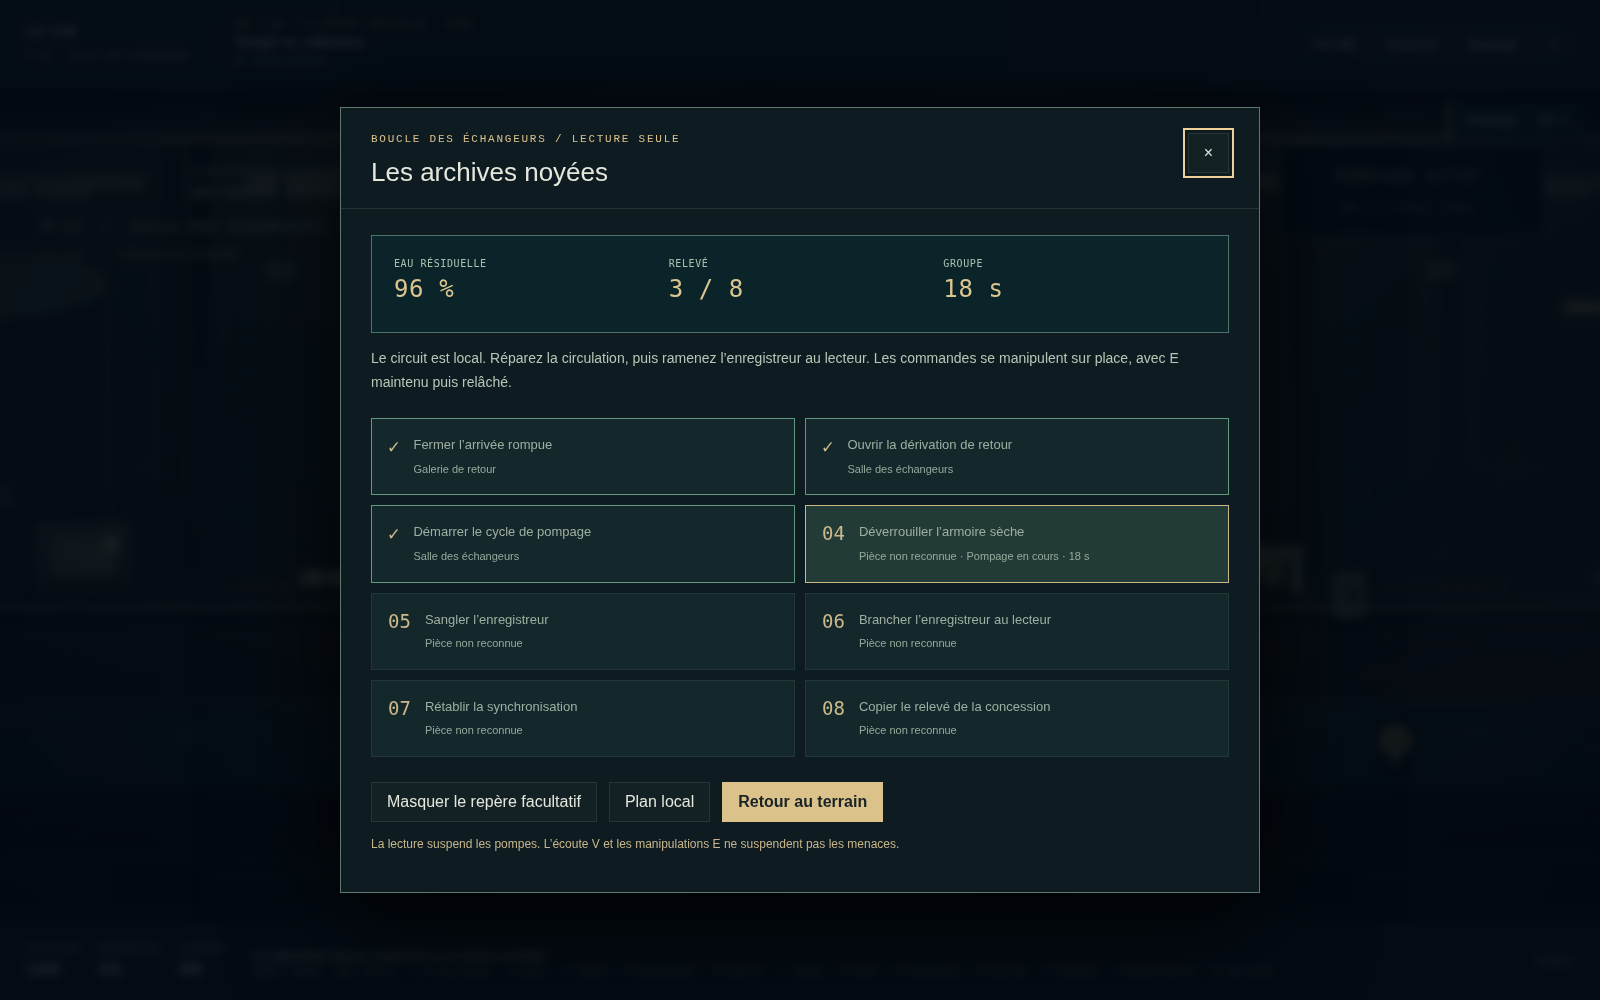 BOUCLE DES ÉCHANGEURS / LECTURE SEULE
Les archives noyées
×
EAU RÉSIDUELLE
96 %
RELEVÉ
3 / 8
GROUPE
18 s
Le circuit est local. Réparez la circulation, puis ramenez l’enregistreur au lecteur. Les commandes se manipulent sur place, avec E
maintenu puis relâché.
✓ Fermer l’arrivée rompue
Galerie de retour
✓ Ouvrir la dérivation de retour
Salle des échangeurs
✓ Démarrer le cycle de pompage
Salle des échangeurs
04 Déverrouiller l’armoire sèche
Pièce non reconnue · Pompage en cours · 18 s
05 Sangler l’enregistreur
Pièce non reconnue
06 Brancher l’enregistreur au lecteur
Pièce non reconnue
07 Rétablir la synchronisation
Pièce non reconnue
08 Copier le relevé de la concession
Pièce non reconnue
Masquer le repère facultatif
Plan local
Retour au terrain
La lecture suspend les pompes. L’écoute V et les manipulations E ne suspendent pas les menaces.